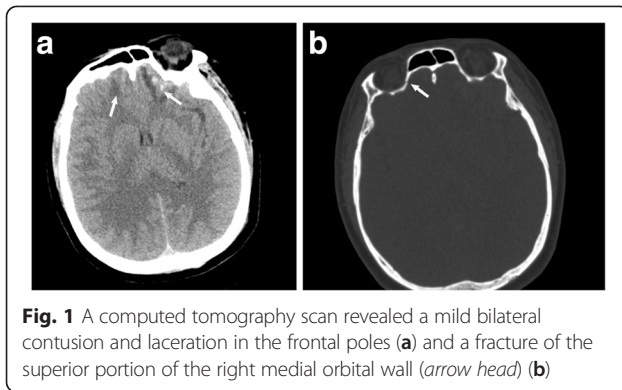 a
b
Fig. 1 A computed tomography scan revealed a mild bilateral
contusion and laceration in the frontal poles (a) and a fracture of the
superior portion of the right medial orbital wall (arrow head) (b)